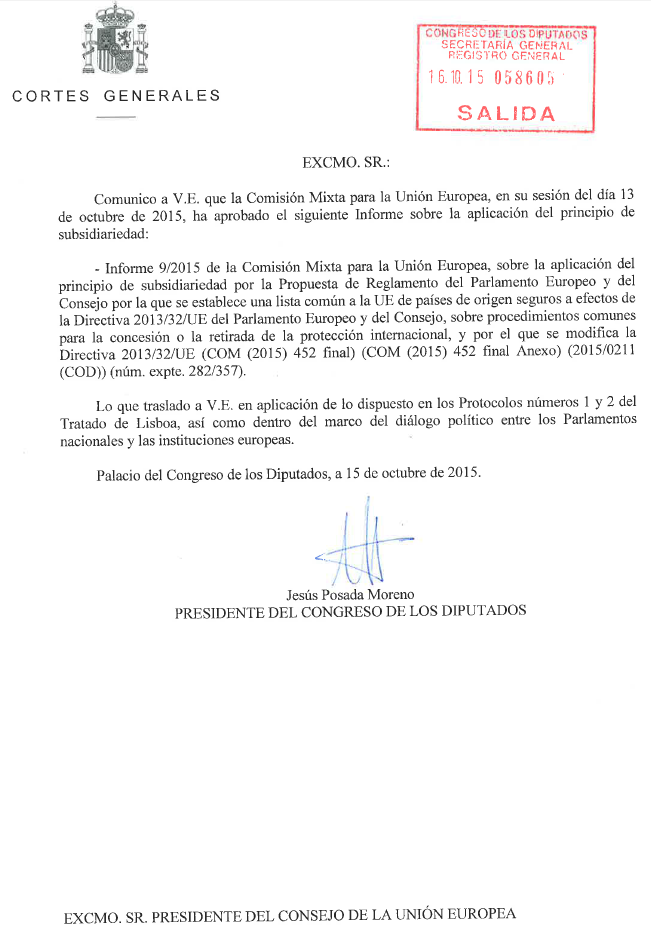 CORTES GENERALES
CONGRESO DE LOS DIPUTADOS
SECRETARÍA GENERAL
REGISTRO GENERAL
16.10.15 058605
SALIDA
EXCMO. SR.:
Comunico a V.E. que la Comisión Mixta para la Unión Europea, en su sesión del día 13
de octubre de 2015, ha aprobado el siguiente Informe sobre la aplicación del principio de
subsidiariedad:
- Informe 9/2015 de la Comisión Mixta para la Unión Europea, sobre la aplicación del
principio de subsidiariedad por la Propuesta de Reglamento del Parlamento Europeo y del
Consejo por la que se establece una lista común a la UE de países de origen seguros a efectos de
la Directiva 2013/32/UE del Parlamento Europeo y del Consejo, sobre procedimientos comunes
para la concesión o la retirada de la protección internacional, y por el que se modifica la
Directiva 2013/32/UE (COM (2015) 452 final) (COM (2015) 452 final Anexo) (2015/0211
(COD)) (núm. expte. 282/357).
Lo que traslado a V.E. en aplicación de lo dispuesto en los Protocolos números 1 y 2 del
Tratado de Lisboa, así como dentro del marco del diálogo político entre los Parlamentos
nacionales y las instituciones europeas.
Palacio del Congreso de los Diputados, a 15 de octubre de 2015.
Jesús Posada Moreno
PRESIDENTE DEL CONGRESO DE LOS DIPUTADOS
EXCMO. SR. PRESIDENTE DEL CONSEJO DE LA UNIÓN EUROPEA